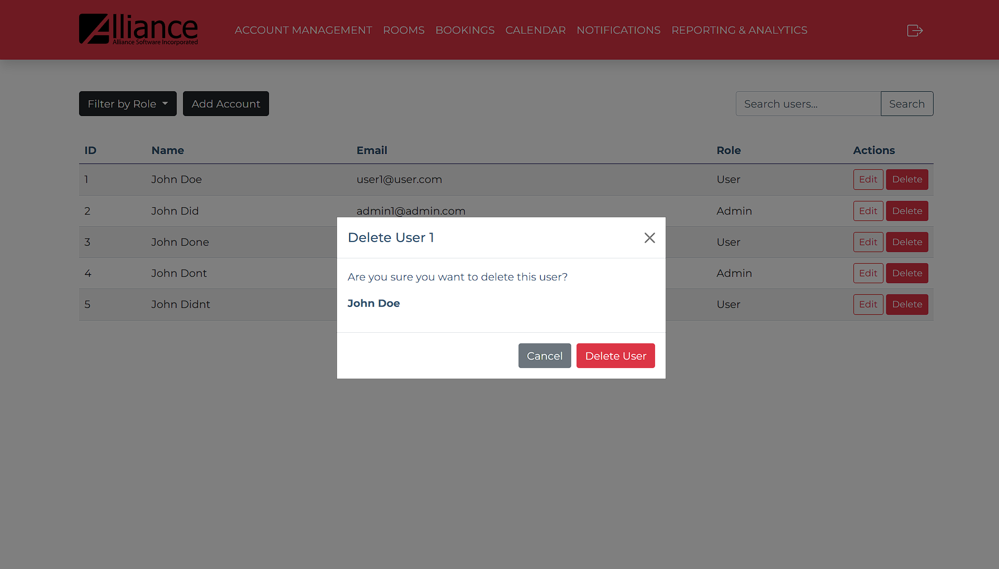 Alliance
Alliance Software Incorporated
ACCOUNT MANAGEMENT ROOMS BOOKINGS CALENDAR NOTIFICATIONS REPORTING & ANALYTICS
Filter by Role Add Account Search users... Search
ID Name Email Role Actions
1 John Doe user1@user.com User Edit Delete
2 John Did admin1@admin.com Admin Edit Delete
3 John Done User Edit Delete
4 John Dont Admin Edit Delete
5 John Didnt User Edit Delete
Delete User 1
Are you sure you want to delete this user?
John Doe
Cancel Delete User